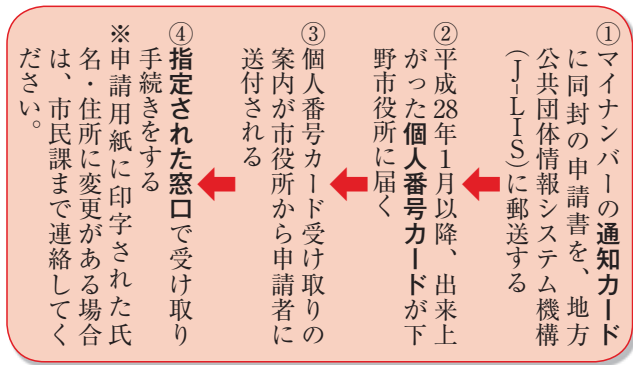 ①マイナンバーの通知カード
に同封の申請書を、地方
公共団体情報システム機構
（J-LIS）に郵送する
②平成28年1月以降、出来上
がった個人番号カードが下
野市役所に届く
③個人番号カード受け取りの
案内が市役所から申請者に
送付される
④指定された窓口で受け取り
手続きをする
※申請用紙に印字された氏
名・住所に変更がある場合
は、市民課まで連絡してく
ださい。